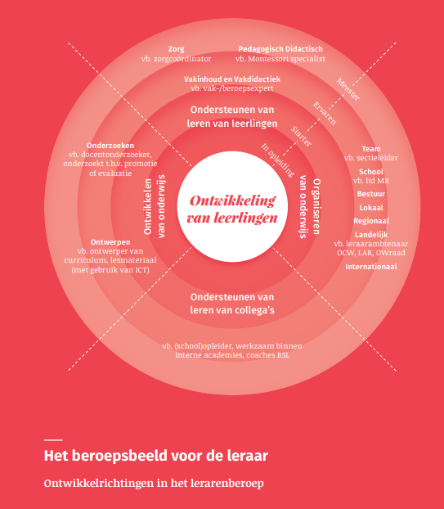 Zorg
vb. zorgcoördinator
Pedagogisch Didactisch
vb. Montessori specialist
Vakinhoud en Vakdidactiek
vb. vak-/beroepsexpert
Ondersteunen van
leren van leerlingen
Meester
Ervaren
Starter
In opleiding
Onderzoeken
vb. docentonderzoeker,
onderzoekt t.b.v. promotie
of evaluatie
Ontwikkelen
van onderwijs
Ontwikkeling
van leerlingen
Organiseren
van onderwijs
Team
vb. sectieleider
School
vb. lid MR
Bestuur
Lokaal
Regionaal
Landelijk
vb. leraarambtenaar
OCW, LAR, OWraad
Internationaal
Ontwerpen
vb. ontwerper van
curriculum, lesmateriaal
(met gebruik van ICT)
Ondersteunen van
leren van collega's
vb. (school)opleider, werkzaam binnen
interne academies, coaches BSL
Het beroepsbeeld voor de leraar
Ontwikkelrichtingen in het lerarenberoep